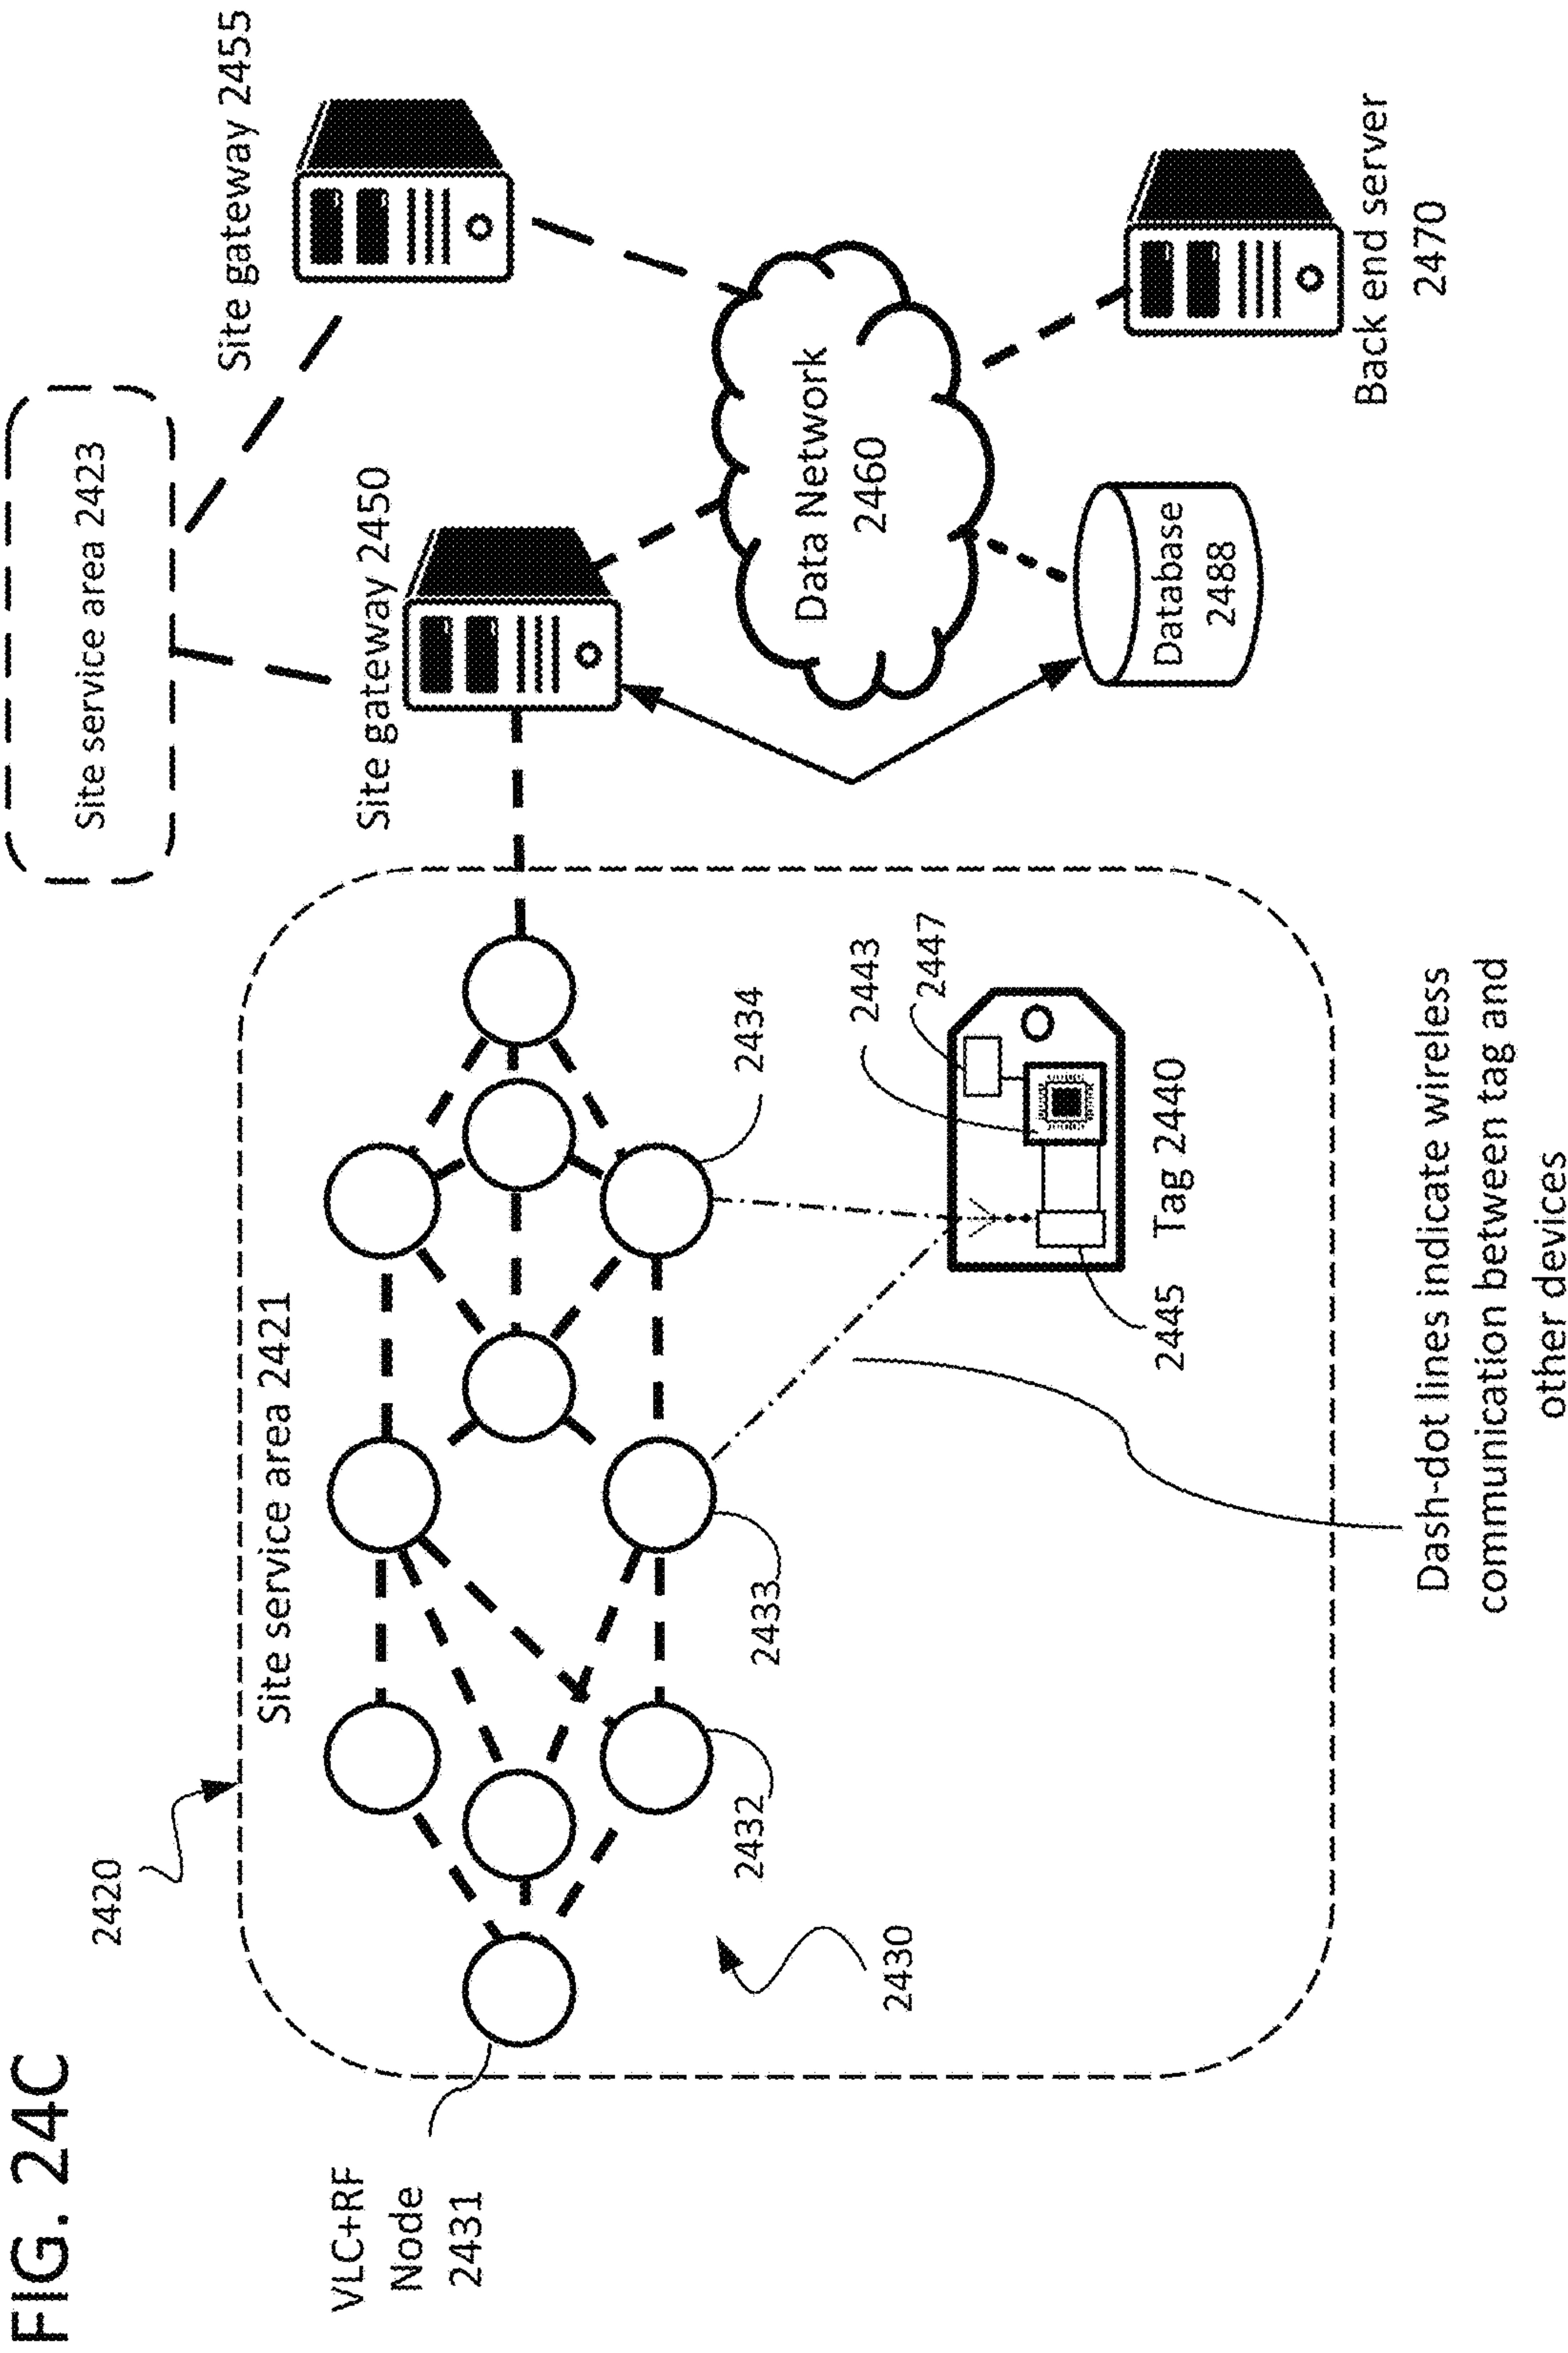 FIG. 24C
VLC+RF
Node
2431
2420
Site service area 2421
2430
2432
2433
2434
2443
2447
2445
Tag 2440
Dash-dot lines indicate wireless
communication between tag and
other devices
Site service area 2423
Site gateway 2450
Site gateway 2455
Data Network
2460
Database
2488
Back end server
2470